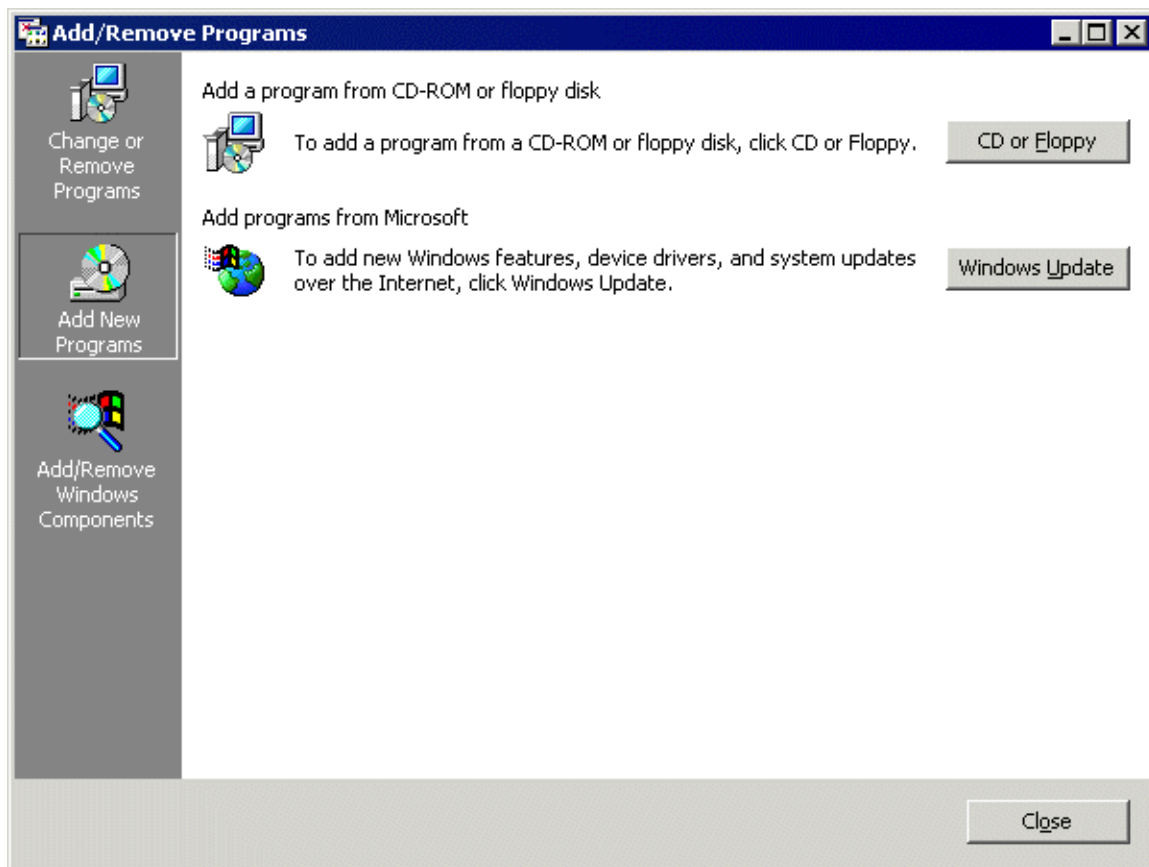 Add/Remove Programs
Change or
Remove
Programs
Add New
Programs
Add/Remove
Windows
Components
Add a program from CD-ROM or floppy disk
To add a program from a CD-ROM or floppy disk, click CD or Floppy.
CD or Floppy
Add programs from Microsoft
To add new Windows features, device drivers, and system updates
over the Internet, click Windows Update.
Windows Update
Close